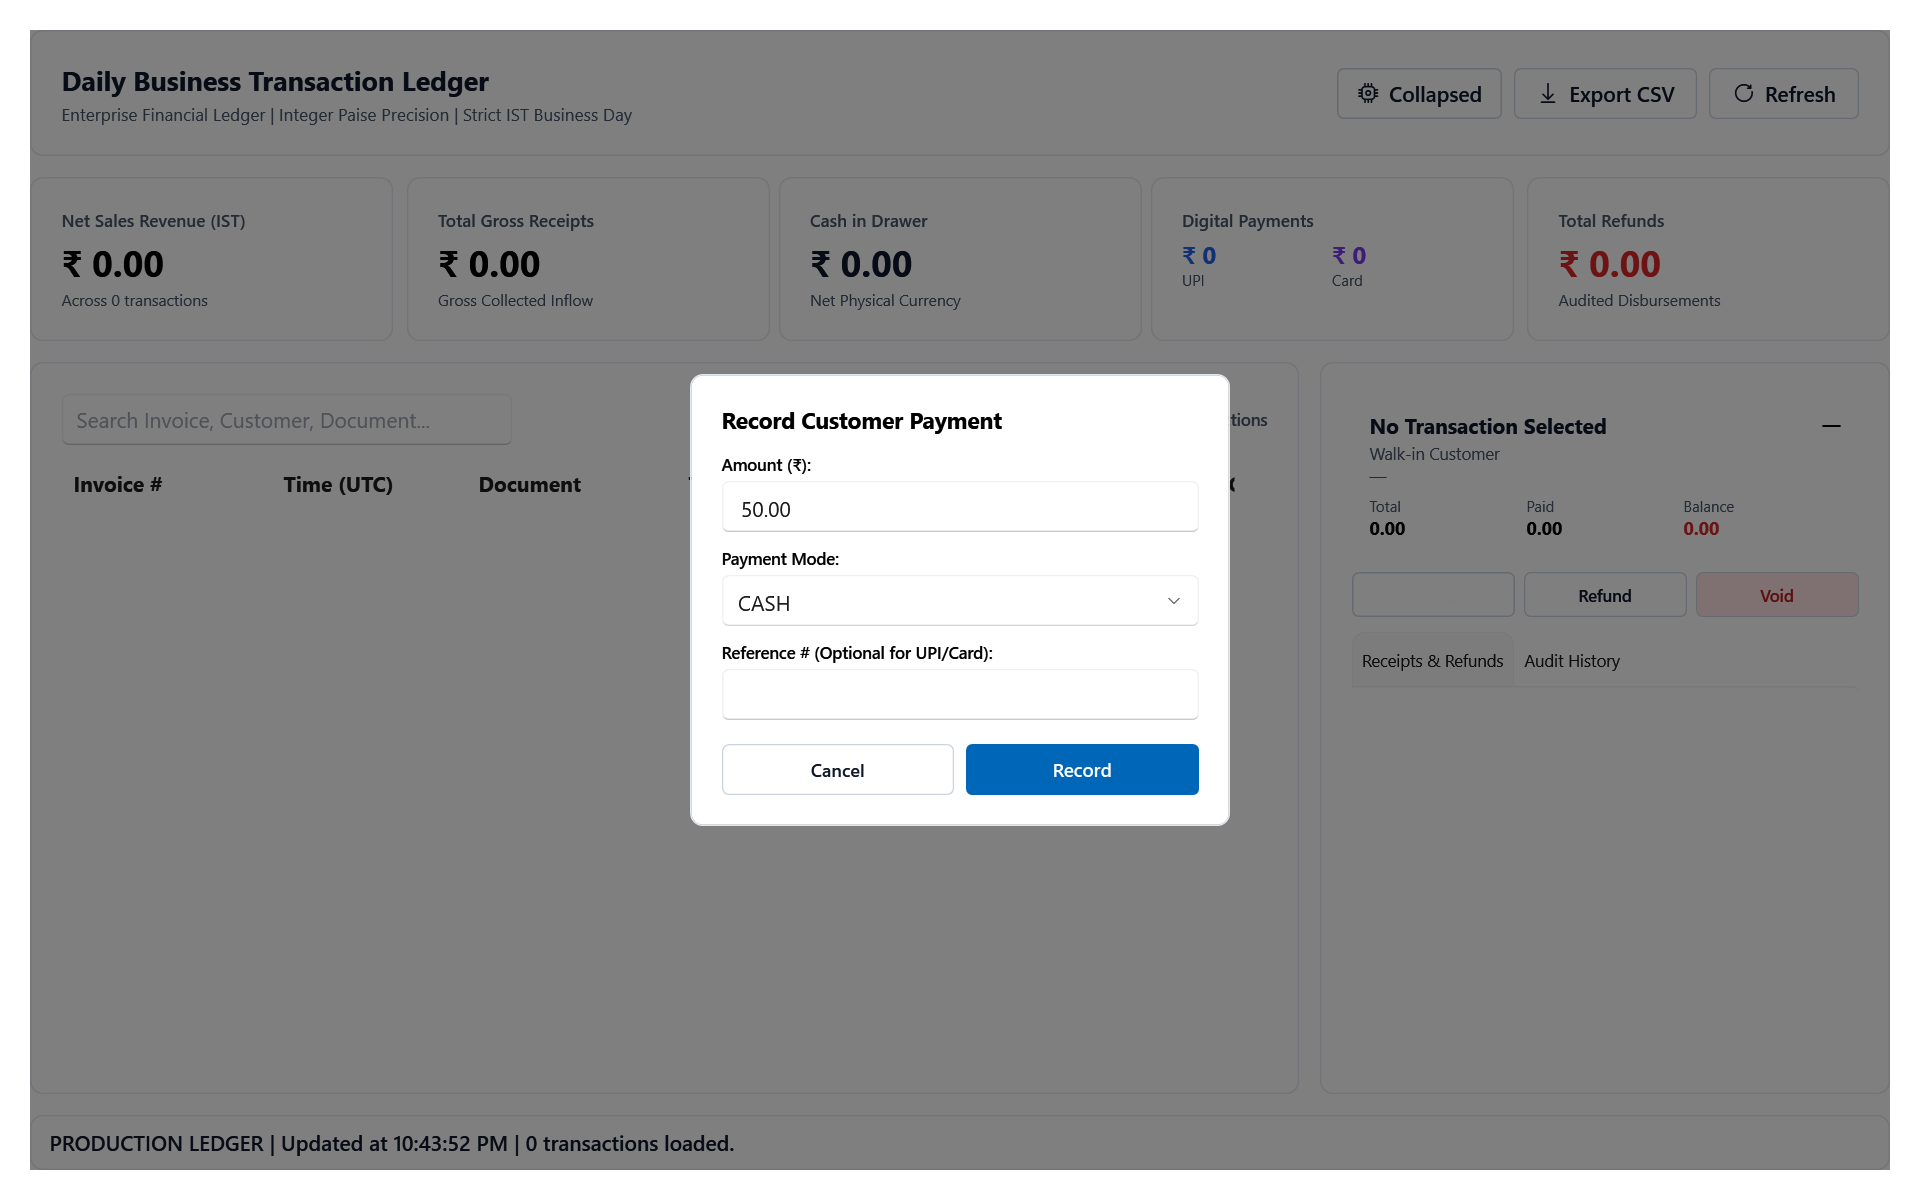 Daily Business Transaction Ledger
Enterprise Financial Ledger | Integer Paise Precision | Strict IST Business Day
Collapsed
Export CSV
Refresh
Net Sales Revenue (IST)
₹ 0.00
Across 0 transactions
Total Gross Receipts
₹ 0.00
Gross Collected Inflow
Cash in Drawer
₹ 0.00
Net Physical Currency
Digital Payments
₹ 0
UPI
₹ 0
Card
Total Refunds
₹ 0.00
Audited Disbursements
Search Invoice, Customer, Document...
Invoice #
Time (UTC)
Document
Record Customer Payment
Amount (₹):
50.00
Payment Mode:
CASH
Reference # (Optional for UPI/Card):
Cancel
Record
No Transaction Selected
Walk-in Customer
—
Total
0.00
Paid
0.00
Balance
0.00
Refund
Void
Receipts & Refunds
Audit History
PRODUCTION LEDGER | Updated at 10:43:52 PM | 0 transactions loaded.